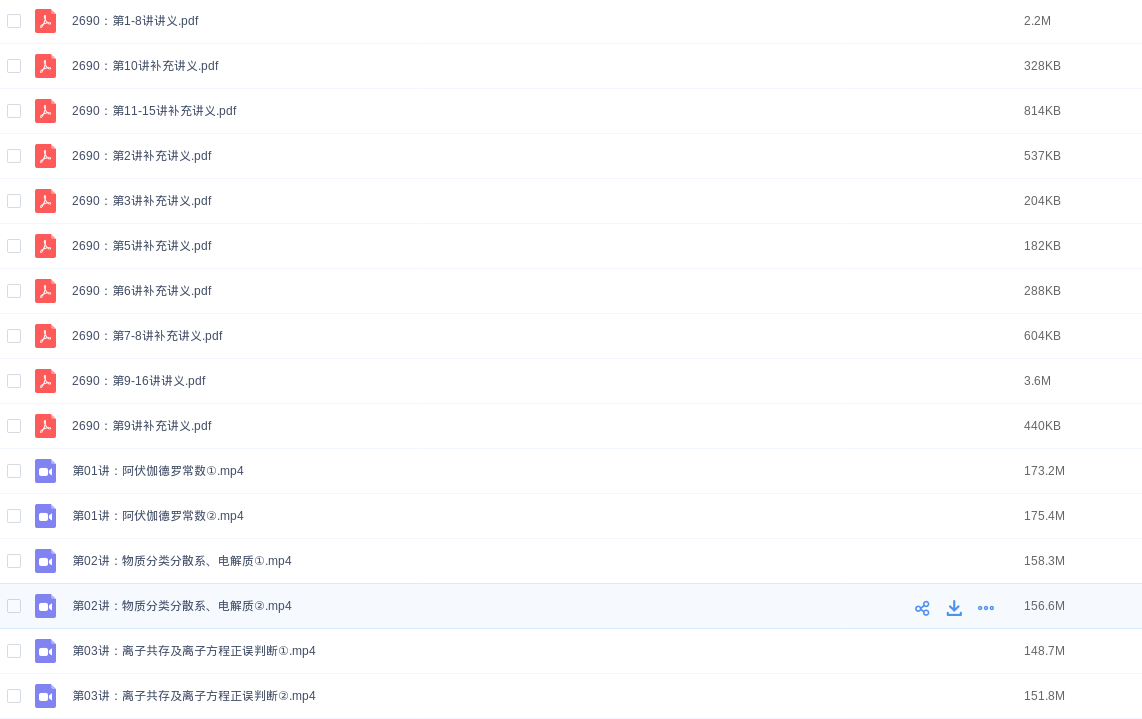 2690：第1-8讲讲义.pdf 2.2M
2690：第10讲补充讲义.pdf 328KB
2690：第11-15讲补充讲义.pdf 814KB
2690：第2讲补充讲义.pdf 537KB
2690：第3讲补充讲义.pdf 204KB
2690：第5讲补充讲义.pdf 182KB
2690：第6讲补充讲义.pdf 288KB
2690：第7-8讲补充讲义.pdf 604KB
2690：第9-16讲讲义.pdf 3.6M
2690：第9讲补充讲义.pdf 440KB
第01讲：阿伏伽德罗常数①.mp4 173.2M
第01讲：阿伏伽德罗常数②.mp4 175.4M
第02讲：物质分类分散系、电解质①.mp4 158.3M
第02讲：物质分类分散系、电解质②.mp4 156.6M
第03讲：离子共存及离子方程正误判断①.mp4 148.7M
第03讲：离子共存及离子方程正误判断②.mp4 151.8M